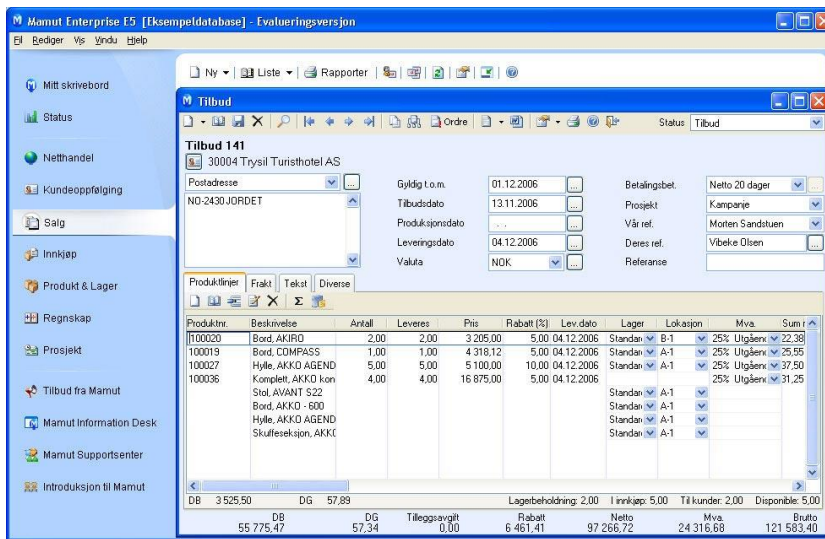 Mamut Enterprise E5 [Eksempeldatabase] - Evalueringsversjon
Fil Rediger Vis Vindu Hjelp
Ny Liste Rapporter
Mitt skrivebord
Status
Netthandel
Kundeoppfølging
Salg
Innkjøp
Produkt & Lager
Regnskap
Prosjekt
Tilbud fra Mamut
Mamut Information Desk
Mamut Supportsenter
Introduksjon til Mamut
Tilbud
Ordre Status Tilbud
Tilbud 141
30004 Trysil Turisthotel AS
Postadresse
NO-2430 JORDET
Gyldig t.o.m. 01.12.2006
Tilbudsdato 13.11.2006
Produksjonsdato . .
Leveringsdato 04.12.2006
Valuta NOK
Betalingsbet. Netto 20 dager
Prosjekt Kampanje
Vår ref. Morten Sandstuen
Deres ref. Vibeke Olsen
Referanse
Produktlinjer Frakt Tekst Diverse
Produktnr. Beskrivelse Antall Leveres Pris Rabatt (%) Lev.dato Lager Lokasjon Mva. Sum
100020 Bord, AKIRO 2,00 2,00 3 205,00 5,00 04.12.2006 Standar B-1 25% Utgåen 22,38
100019 Bord, COMPASS 1,00 1,00 4 318,12 5,00 04.12.2006 Standar A-1 25% Utgåen 25,55
100027 Hylle, AKKO AGEND 5,00 5,00 5 100,00 10,00 04.12.2006 Standar A-1 25% Utgåen 37,50
100036 Komplett, AKKO kon 4,00 4,00 16 875,00 5,00 04.12.2006 25% Utgåen 31,25
Stol, AVANT S22 Standar A-1
Bord, AKKO - 600 Standar A-1
Hylle, AKKO AGEND Standar A-1
Skuffeseksjon, AKK Standar A-1
DB 3 525,50 DG 57,89 Lagerbeholdning: 2,00 I innkjøp: 5,00 Til kunder: 2,00 Disponible: 5,00
DB DG Tilleggsavgift Rabatt Netto Mva. Brutto
55 775,47 57,34 0,00 6 461,41 97 266,72 24 316,68 121 583,40